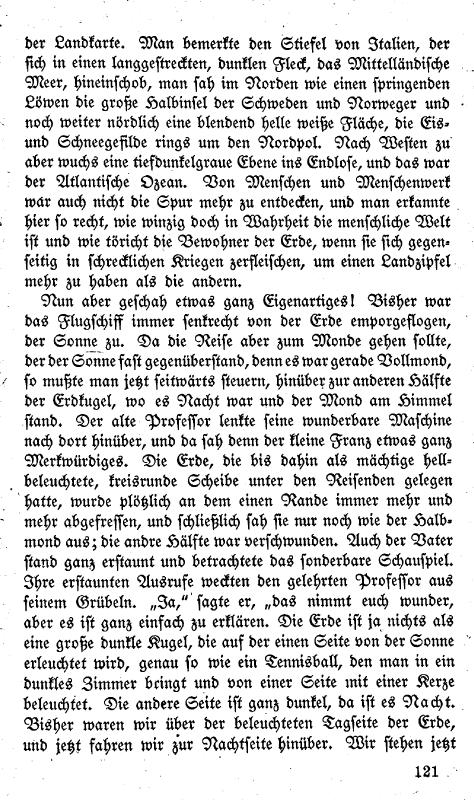 der Landkarte. Man bemerkte den Stiefel von Italien, der
sich in einen langgestreckten, dunklen Fleck, das Mittelländische
Meer, hineinschob, man sah im Norden wie einen springenden
Löwen die große Halbinsel der Schweden und Norweger und
noch weiter nördlich eine blendend helle weiße Fläche, die Eis-
und Schneegefilde rings um den Nordpol. Nach Westen zu
aber wuchs eine tiefdunkelgraue Ebene ins Endlose, und das war
der Atlantische Ozean. Von Menschen und Menschenwerk
war auch nicht die Spur mehr zu entdecken, und man erkannte
hier so recht, wie winzig doch in Wahrheit die menschliche Welt
ist und wie töricht die Bewohner der Erde, wenn sie sich gegen-
seitig in schrecklichen Kriegen zerfleischen, um einen Landzipfel
mehr zu haben als die andern.
Nun aber geschah etwas ganz Eigenartiges! Bisher war
das Flugschiff immer senkrecht von der Erde emporgeflogen,
der Sonne zu. Da die Reise aber zum Monde gehen sollte,
der der Sonne fast gegenüberstand, denn es war gerade Vollmond,
so mußte man jetzt seitwärts steuern, hinüber zur anderen Hälfte
der Erdkugel, wo es Nacht war und der Mond am Himmel
stand. Der alte Professor lenkte seine wunderbare Maschine
nach dort hinüber, und da sah denn der kleine Franz etwas ganz
Merkwürdiges. Die Erde, die bis dahin als mächtige hell-
beleuchtete, kreisrunde Scheibe unter den Reisenden gelegen
hatte, wurde plötzlich an dem einen Rande immer mehr und
mehr abgefressen, und schließlich sah sie nur noch wie der Halb-
mond aus; die andre Hälfte war verschwunden. Auch der Vater
stand ganz erstaunt und betrachtete das sonderbare Schauspiel.
Ihre erstaunten Ausrufe weckten den gelehrten Professor aus
seinem Grübeln. „Ja,“ sagte er, „das nimmt euch wunder,
aber es ist ganz einfach zu erklären. Die Erde ist ja nichts als
eine große dunkle Kugel, die auf der einen Seite von der Sonne
erleuchtet wird, genau so wie ein Tennisball, den man in ein
dunkles Zimmer bringt und von einer Seite mit einer Kerze
beleuchtet. Die andere Seite ist ganz dunkel, da ist es Nacht.
Bisher waren wir über der beleuchteten Tagseite der Erde,
und jetzt fahren wir zur Nachtseite hinüber. Wir stehen jetzt
121